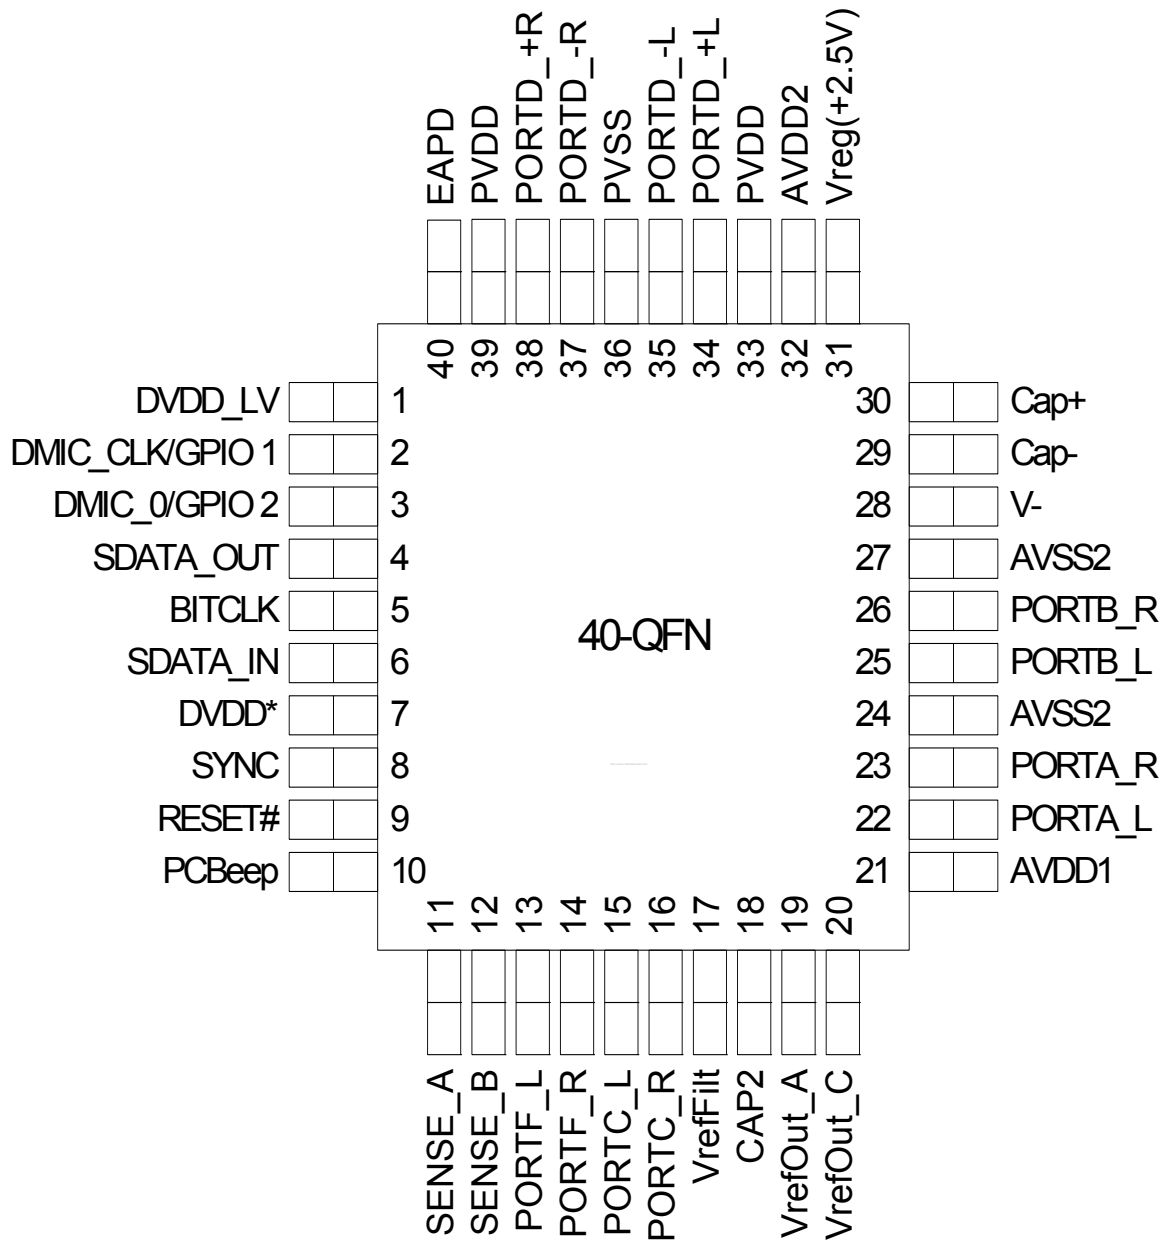 EAPD
PVDD
PORTD_+R
PORTD_-R
PVSS
PORTD_-L
PORTD_+L
PVDD
AVDD2
Vreg(+2.5V)
40
39
38
37
36
35
34
33
32
31
DVDD_LV 1
DMIC_CLK/GPIO 1 2
DMIC_0/GPIO 2 3
SDATA_OUT 4
BITCLK 5
SDATA_IN 6
DVDD* 7
SYNC 8
RESET# 9
PCBeep 10
40-QFN
30 Cap+
29 Cap-
28 V-
27 AVSS2
26 PORTB_R
25 PORTB_L
24 AVSS2
23 PORTA_R
22 PORTA_L
21 AVDD1
11
12
13
14
15
16
17
18
19
20
SENSE_A
SENSE_B
PORTF_L
PORTF_R
PORTC_L
PORTC_R
VrefFilt
CAP2
VrefOut_A
VrefOut_C